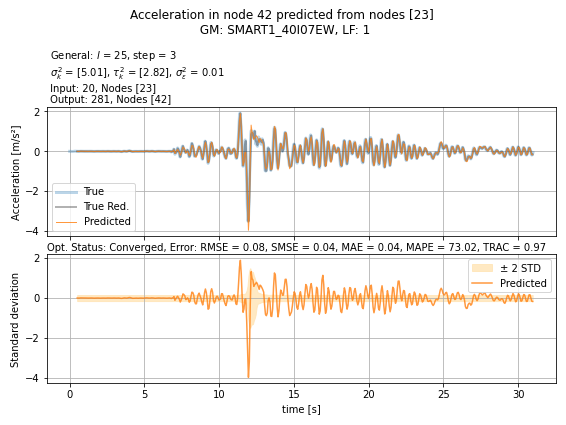 Acceleration in node 42 predicted from nodes [23]
GM: SMART1_40I07EW, LF: 1
General: l = 25, step = 3
σ²ₖ = [5.01], τ²ₖ = [2.82], σ²ε = 0.01
Input: 20, Nodes [23]
Output: 281, Nodes [42]
Acceleration [m/s²]
2
0
−2
−4
True
True Red.
Predicted
Opt. Status: Converged, Error: RMSE = 0.08, SMSE = 0.04, MAE = 0.04, MAPE = 73.02, TRAC = 0.97
Standard deviation
2
0
−2
−4
± 2 STD
Predicted
0 5 10 15 20 25 30
time [s]